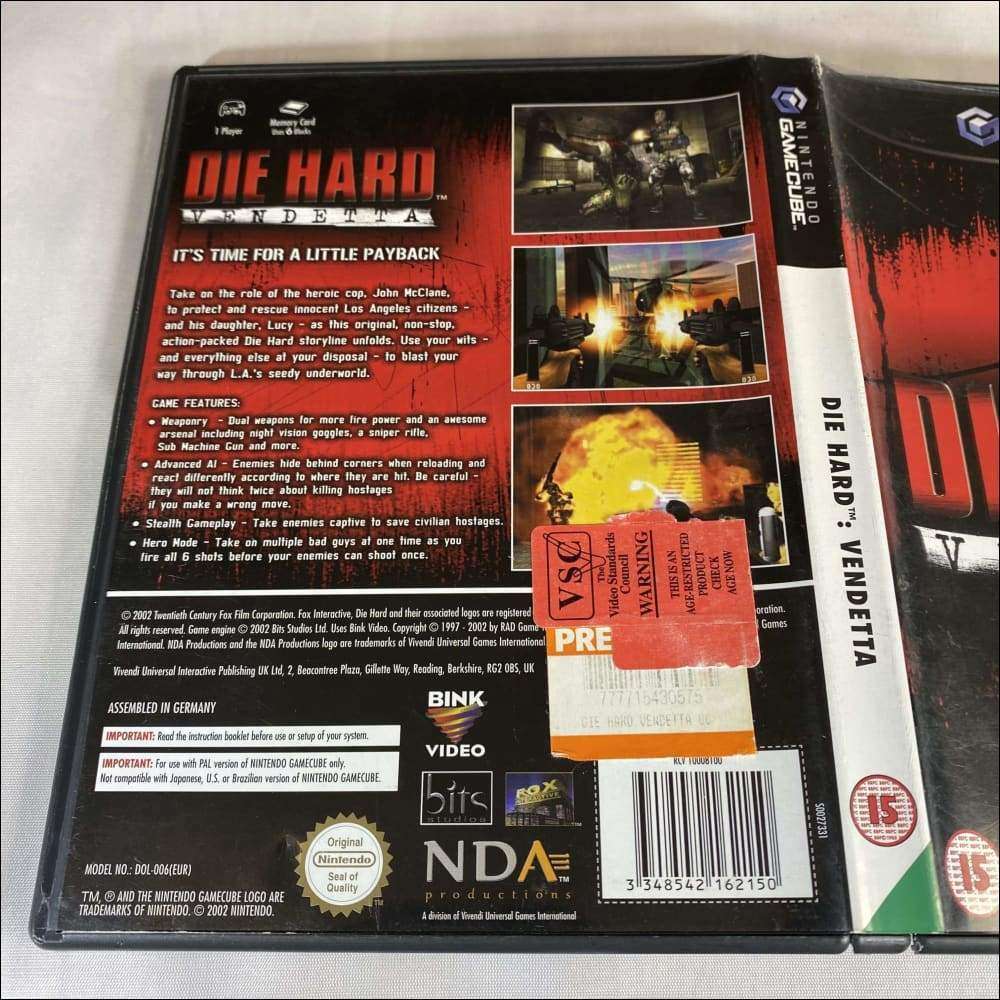 1 Player
Memory Card
Uses 6 Blocks
DIE HARD™
VENDETTA
IT'S TIME FOR A LITTLE PAYBACK
Take on the role of the heroic cop, John McClane,
to protect and rescue innocent Los Angeles citizens -
and his daughter, Lucy - as this original, non-stop,
action-packed Die Hard storyline unfolds. Use your wits -
and everything else at your disposal - to blast your
way through L.A.'s seedy underworld.
GAME FEATURES:
• Weaponry - Dual weapons for more fire power and an awesome
arsenal including night vision goggles, a sniper rifle,
Sub Machine Gun and more.
• Advanced AI - Enemies hide behind corners when reloading and
react differently according to where they are hit. Be careful -
they will not think twice about killing hostages
if you make a wrong move.
• Stealth Gameplay - Take enemies captive to save civilian hostages.
• Hero Mode - Take on multiple bad guys at one time as you
fire all 6 shots before your enemies can shoot once.
020
020
VSC
The
Video Standards
Council
WARNING
THIS IS AN
AGE-RESTRICTED
PRODUCT
CHECK
AGE NOW
PRE
777715430575
DIE HARD VENDETTA GC
© 2002 Twentieth Century Fox Film Corporation. Fox Interactive, Die Hard and their associated logos are registered
All rights reserved. Game engine © 2002 Bits Studios Ltd. Uses Bink Video. Copyright © 1997 - 2002 by RAD Game
International. NDA Productions and the NDA Productions logo are trademarks of Vivendi Universal Games International
Games
Vivendi Universal Interactive Publishing UK Ltd, 2, Beacontree Plaza, Gillette Way, Reading, Berkshire, RG2 0BS, UK
ASSEMBLED IN GERMANY
IMPORTANT: Read the instruction booklet before use or setup of your system.
IMPORTANT: For use with PAL version of NINTENDO GAMECUBE only.
Not compatible with Japanese, U.S. or Brazilian version of NINTENDO GAMECUBE.
BINK
VIDEO
bits
studios
FOX
INTERACTIVE
NDA™
productions
A division of Vivendi Universal Games International
Original
Nintendo
Seal of
Quality
MODEL NO.: DOL-006(EUR)
TM, ® AND THE NINTENDO GAMECUBE LOGO ARE
TRADEMARKS OF NINTENDO. © 2002 NINTENDO.
RCV 10008100
3 348542 162150
S0027331
NINTENDO
GAMECUBE™
DIE HARD™: VENDETTA
15
15